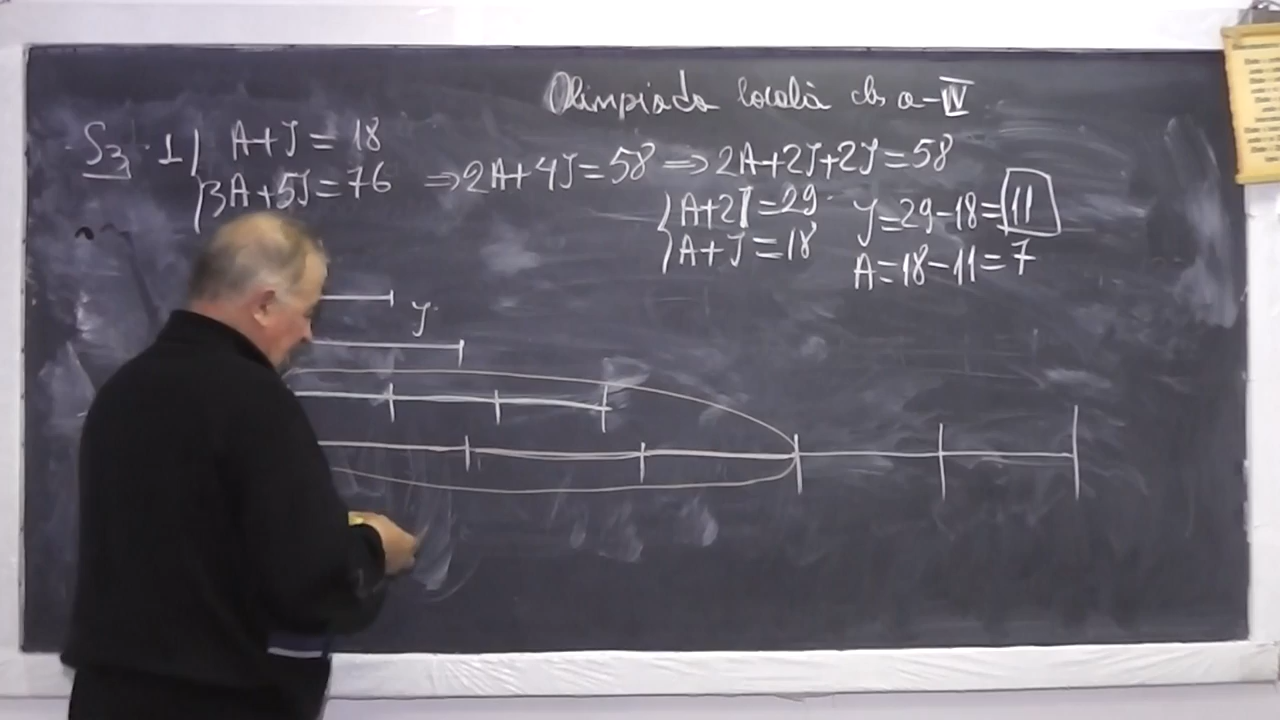 Olimpiada locală cls a-IV
S3 1) A+J=18
3A+5J=76 ⇒2A+4J=58 ⇒2A+2J+2J=58
A+2J=29 J=29-18=11
A+J=18 A=18-11=7
J